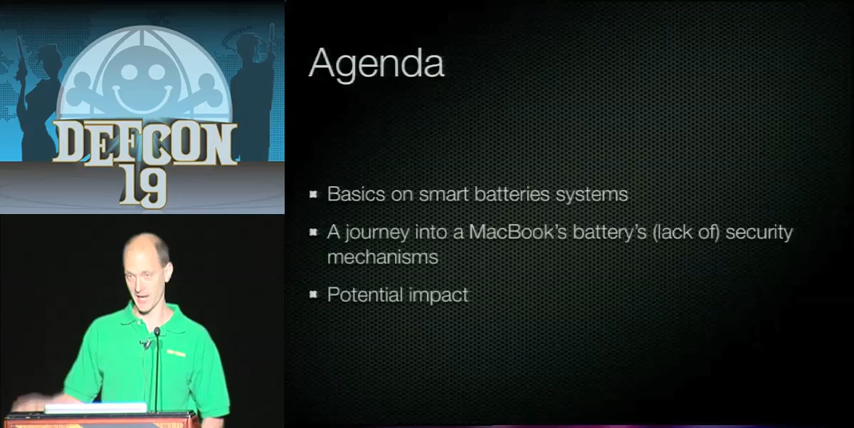 DEFCON
19
Agenda
Basics on smart batteries systems
A journey into a MacBook's battery's (lack of) security
mechanisms
Potential impact